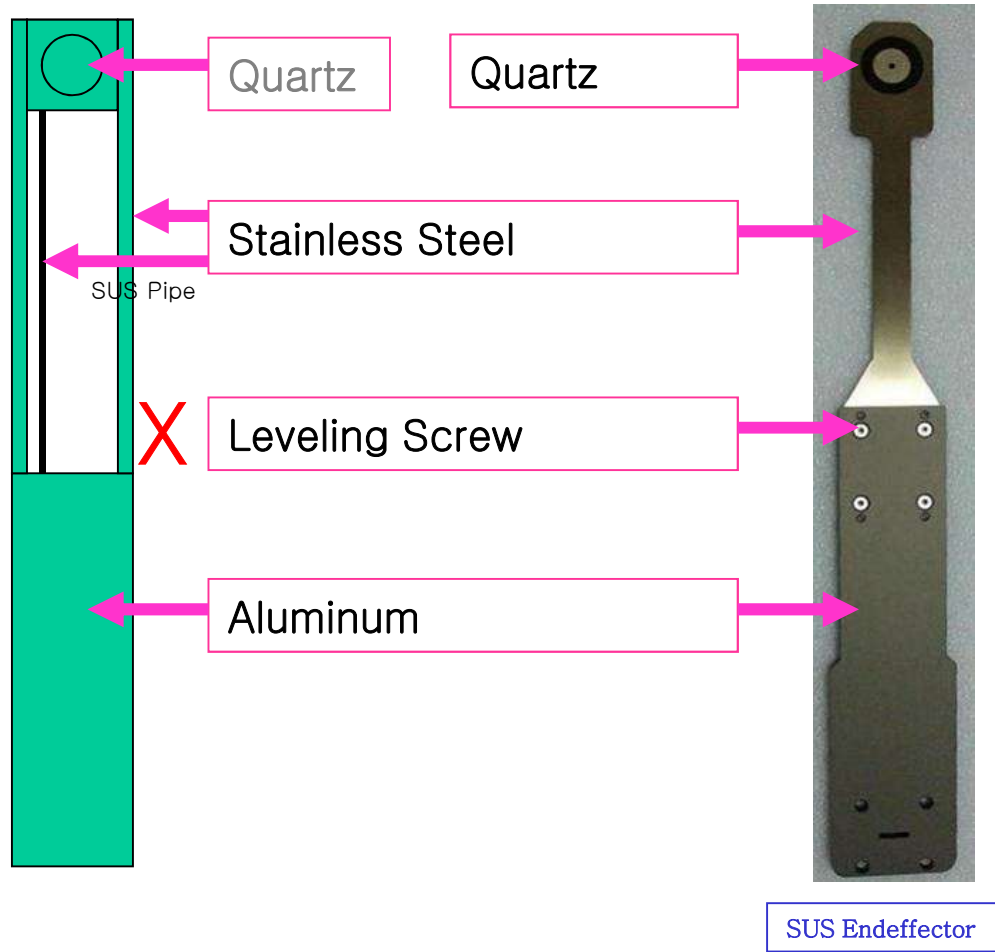 Quartz
Quartz
Stainless Steel
SUS Pipe
X
Leveling Screw
Aluminum
SUS Endeffector